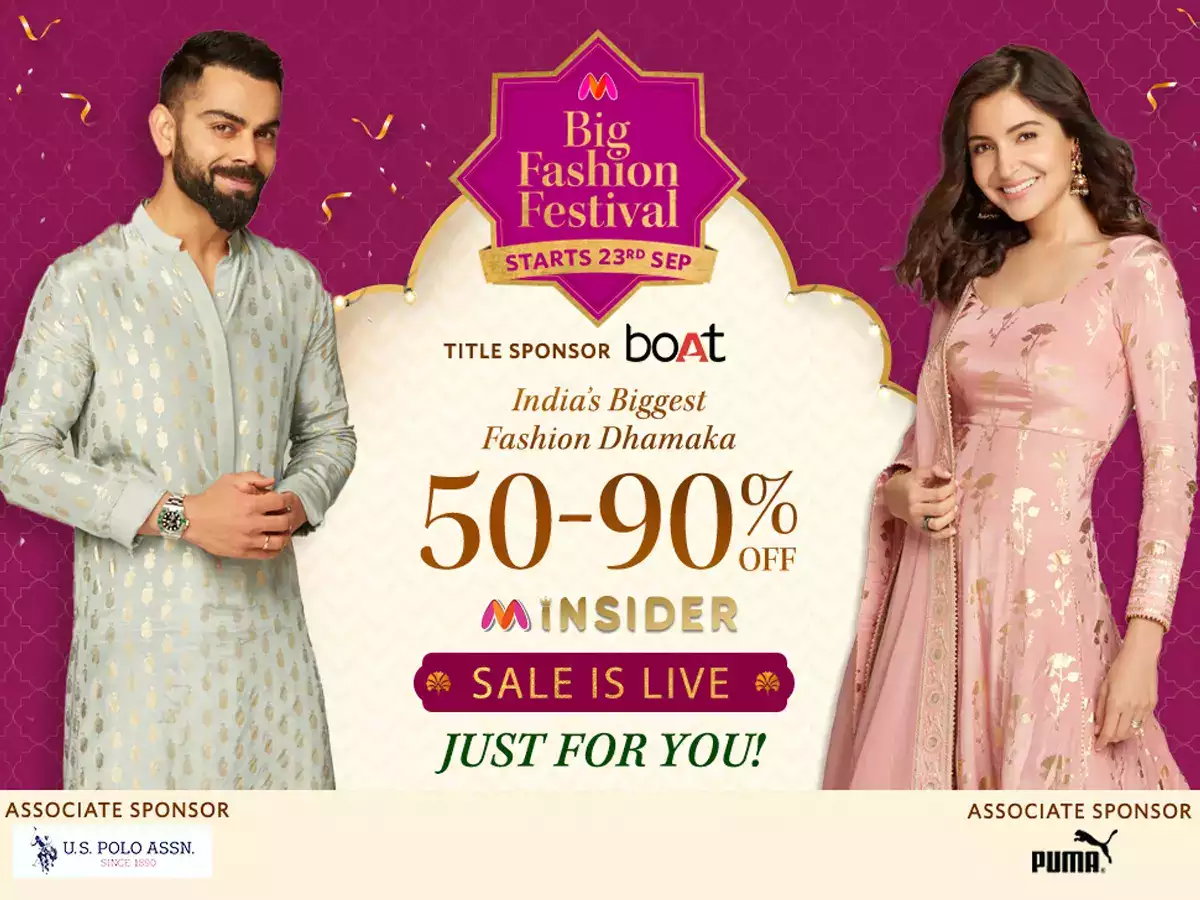 Big
Fashion
Festival
STARTS 23RD SEP
TITLE SPONSOR boAt
India's Biggest
Fashion Dhamaka
50-90% OFF
INSIDER
SALE IS LIVE
JUST FOR YOU!
ASSOCIATE SPONSOR
U.S. POLO ASSN.
SINCE 1890
ASSOCIATE SPONSOR
PUMA